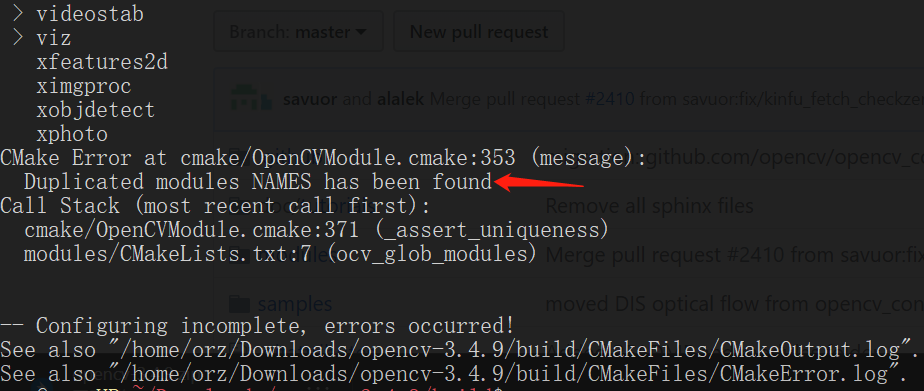 > videostab
> viz
xfeatures2d
ximgproc
xobjdetect
xphoto
Branch: master
New pull request
savuor and alalek Merge pull request #2410 from savuor:fix/kinfu_fetch_checkzer
CMake Error at cmake/OpenCVModule.cmake:353 (message):
github.com/opencv/opencv_co
Duplicated modules NAMES has been found
Call Stack (most recent call first):
Remove all sphinx files
cmake/OpenCVModule.cmake:371 (_assert_uniqueness)
modules/CMakeLists.txt:7 (ocv_glob_modules)
Merge pull request #2410 from savuor:fix
samples
moved DIS optical flow from opencv_con
-- Configuring incomplete, errors occurred!
See also "/home/orz/Downloads/opencv-3.4.9/build/CMakeFiles/CMakeOutput.log".
See also "/home/orz/Downloads/opencv-3.4.9/build/CMakeFiles/CMakeError.log".